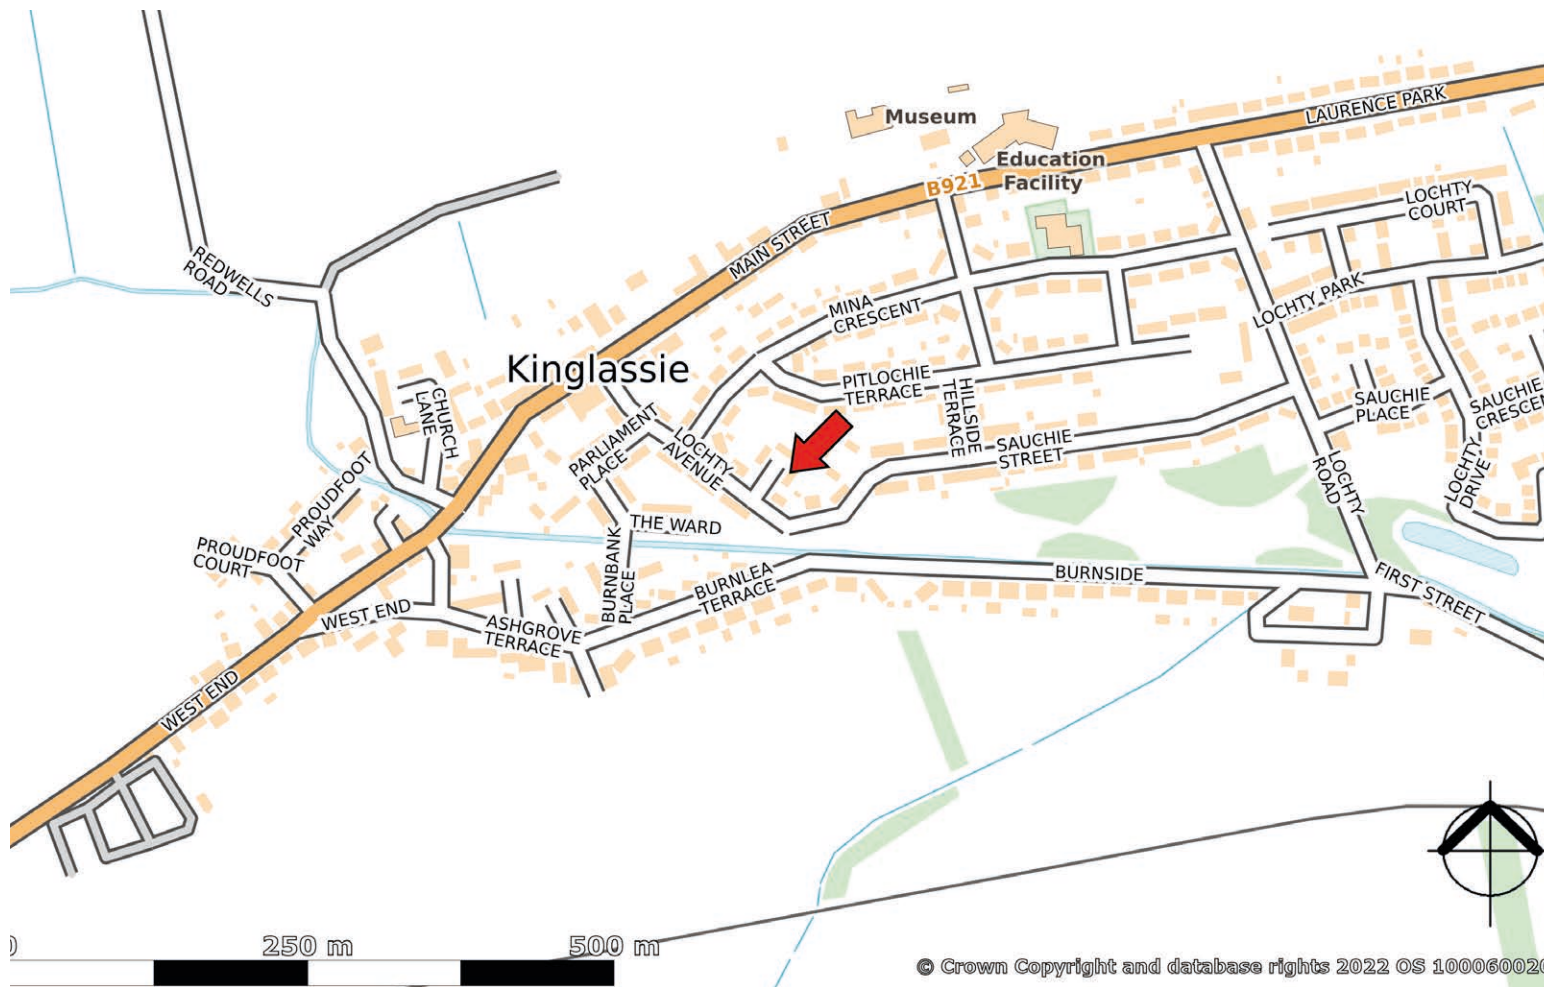 Museum
LAURENCE PARK
Education
Facility
B921
LOCHTY
COURT
MAIN STREET
REDWELLS
ROAD
MINA
CRESCENT
LOCHTY PARK
Kinglassie
PITLOCHIE
TERRACE
HILLSIDE
TERRACE
CHURCH
LANE
SAUCHIE
PLACE
SAUCHIE
PARLIAMENT
PLACE
LOCHTY
AVENUE
SAUCHIE
STREET
LOCHTY
ROAD
LOCHTY
DRIVE
PROUDFOOT
WAY
PROUDFOOT
COURT
THE WARD
BURNBANK
PLACE
BURNLEA
TERRACE
BURNSIDE
FIRST STREET
WEST END
ASHGROVE
TERRACE
WEST END
250 m
500 m
© Crown Copyright and database rights 2022 OS